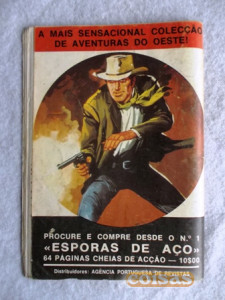 A MAIS SENSACIONAL COLECÇÃO
DE AVENTURAS DO OESTE!
PROCURE E COMPRE DESDE O N.º 1
«ESPORAS DE AÇO»
64 PÁGINAS CHEIAS DE ACÇÃO — 10$00
Distribuidores: AGÊNCIA PORTUGUESA DE REVISTAS
coisas